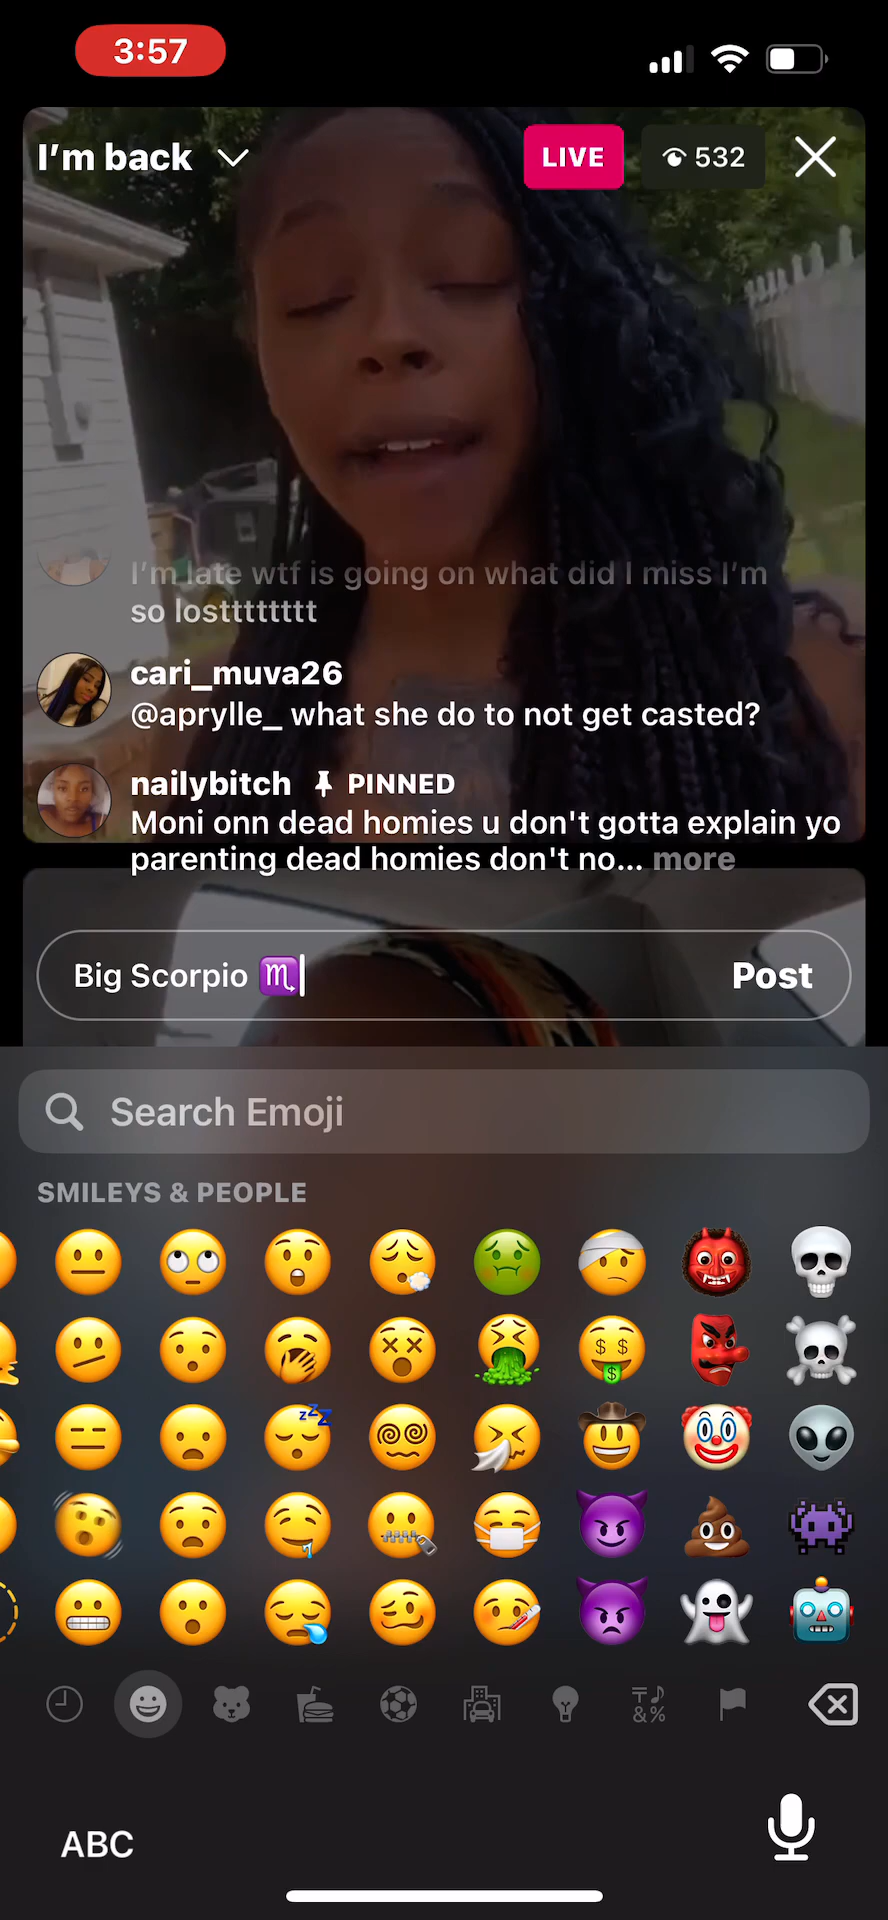 3:57
I'm back
LIVE
532
I'm late wtf is going on what did I miss I'm
so losttttttttt
cari_muva26
@aprylle_ what she do to not get casted?
nailybitch PINNED
Moni onn dead homies u don't gotta explain yo
parenting dead homies don't no... more
Big Scorpio ♏
Post
Search Emoji
SMILEYS & PEOPLE
ABC